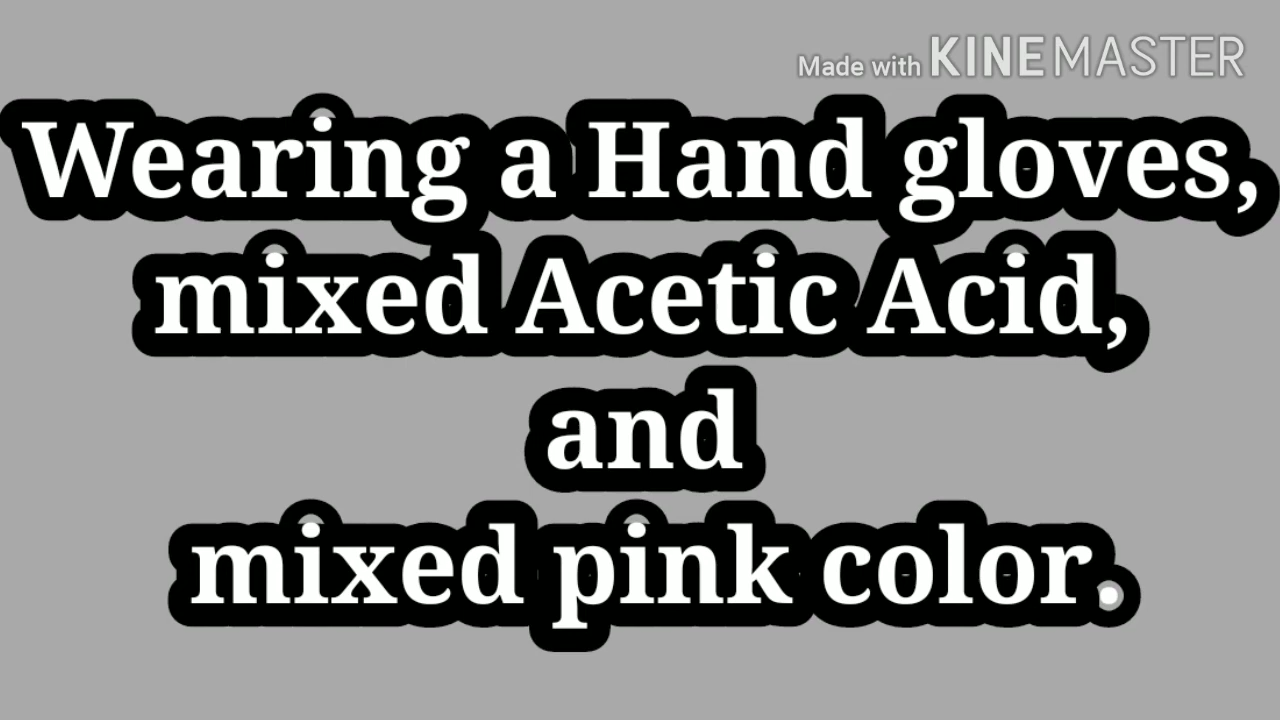 Made with KINEMASTER
Wearing a Hand gloves,
mixed Acetic Acid,
and
mixed pink color.